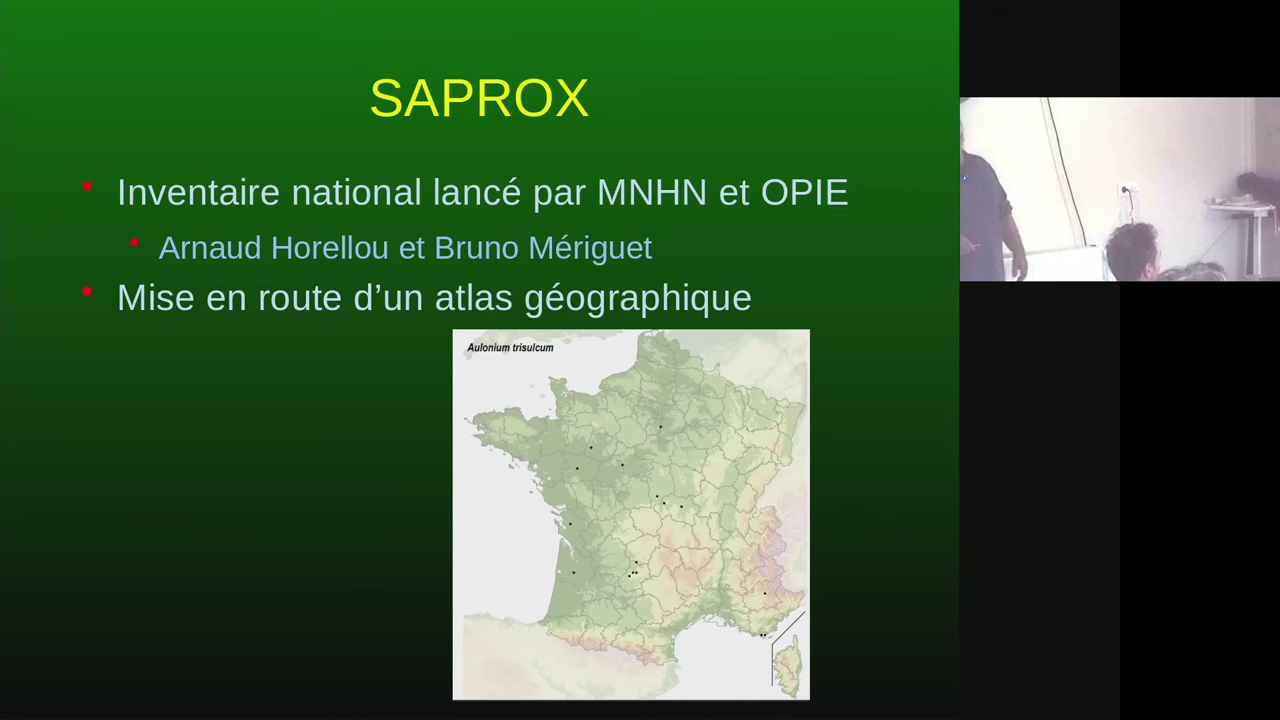 SAPROX
Inventaire national lancé par MNHN et OPIE
Arnaud Horellou et Bruno Mériguet
Mise en route d’un atlas géographique
Aulonium trisulcum